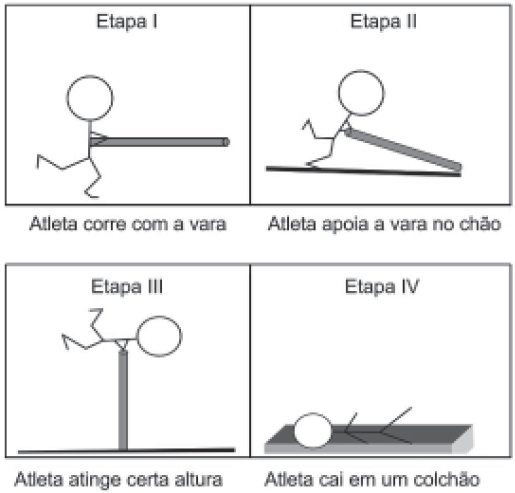 Etapa I
Etapa II
Atleta corre com a vara
Atleta apoia a vara no chão
Etapa III
Etapa IV
Atleta atinge certa altura
Atleta cai em um colchão